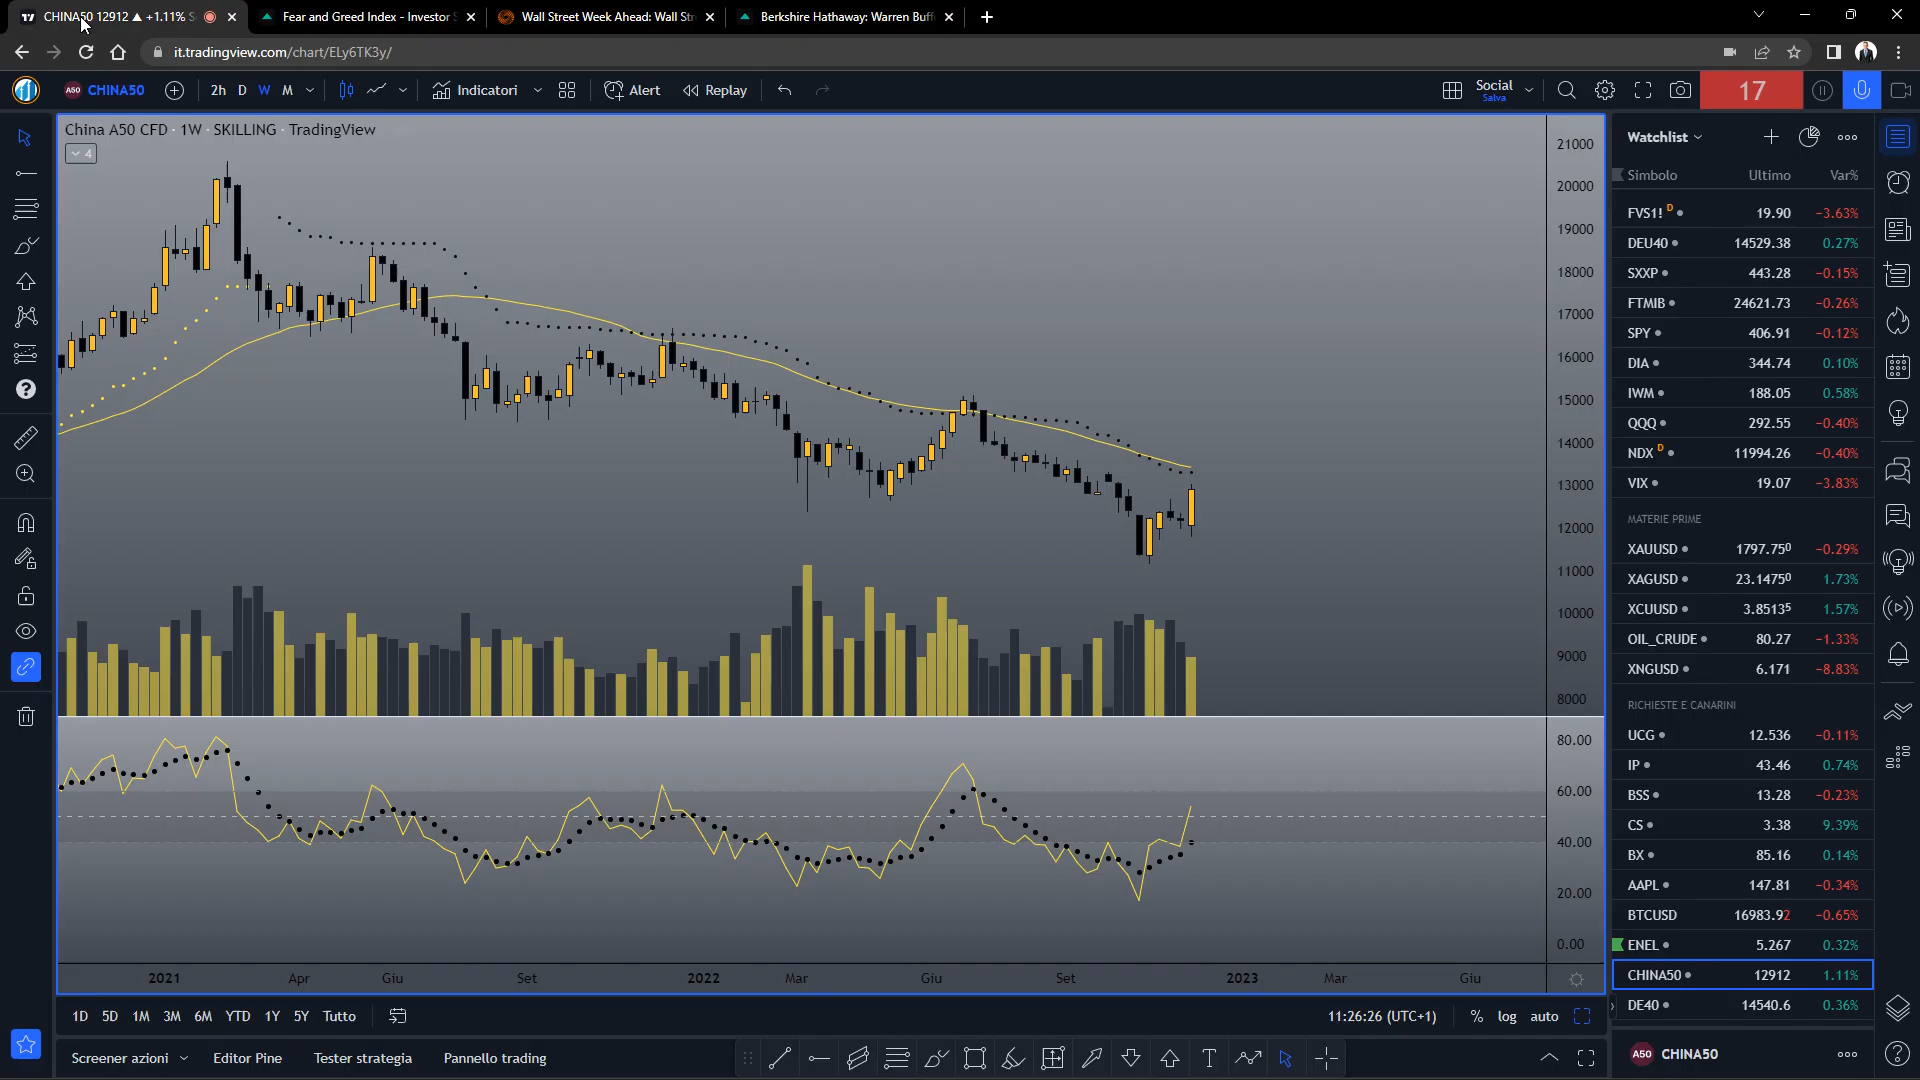 CHINA50 12912 ▲ +1.11% S
Fear and Greed Index - Investor S
Wall Street Week Ahead: Wall Str
Berkshire Hathaway: Warren Buff
it.tradingview.com/chart/ELy6TK3y/
A50 CHINA50
2h D W M
Indicatori
Alert
Replay
Social
Salva
17
China A50 CFD · 1W · SKILLING · TradingView
4
21000
20000
19000
18000
17000
16000
15000
14000
13000
12000
11000
10000
9000
8000
80.00
60.00
40.00
20.00
0.00
2021 Apr Giu Set 2022 Mar Giu Set 2023 Mar Giu
1D 5D 1M 3M 6M YTD 1Y 5Y Tutto
11:26:26 (UTC+1) % log auto
Screener azioni Editor Pine Tester strategia Pannello trading
Watchlist
Simbolo Ultimo Var%
FVS1! D 19.90 −3.63%
DEU40 14529.38 0.27%
SXXP 443.28 −0.15%
FTMIB 24621.73 −0.26%
SPY 406.91 −0.12%
DIA 344.74 0.10%
IWM 188.05 0.58%
QQQ 292.55 −0.40%
NDX D 11994.26 −0.40%
VIX 19.07 −3.83%
MATERIE PRIME
XAUUSD 1797.750 −0.29%
XAGUSD 23.14750 1.73%
XCUUSD 3.85135 1.57%
OIL_CRUDE 80.27 −1.33%
XNGUSD 6.171 −8.83%
RICHIESTE E CANARINI
UCG 12.536 −0.11%
IP 43.46 0.74%
BSS 13.28 −0.23%
CS 3.38 9.39%
BX 85.16 0.14%
AAPL 147.81 −0.34%
BTCUSD 16983.92 −0.65%
ENEL 5.267 0.32%
CHINA50 12912 1.11%
DE40 14540.6 0.36%
A50 CHINA50